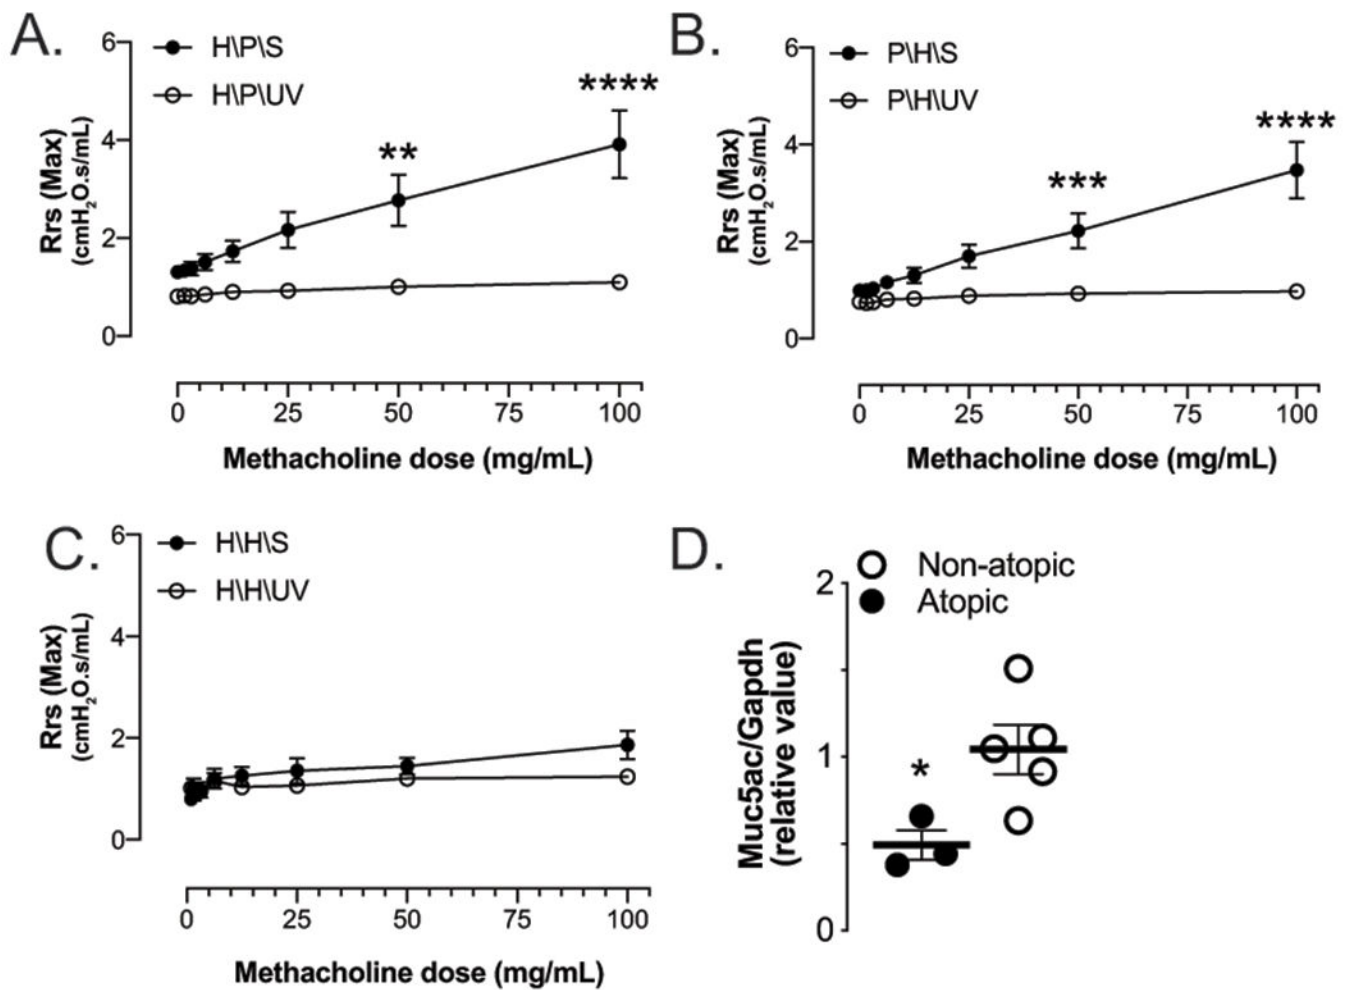 A.
H\P\S
H\P\UV
6
4
2
0
**
****
Rrs (Max)
(cmH₂O.s/mL)
0 25 50 75 100
Methacholine dose (mg/mL)
B.
P\H\S
P\H\UV
6
4
2
0
***
****
Rrs (Max)
(cmH₂O.s/mL)
0 25 50 75 100
Methacholine dose (mg/mL)
C.
H\H\S
H\H\UV
6
4
2
0
Rrs (Max)
(cmH₂O.s/mL)
0 25 50 75 100
Methacholine dose (mg/mL)
D.
Non-atopic
Atopic
2
1
0
*
Muc5ac/Gapdh
(relative value)